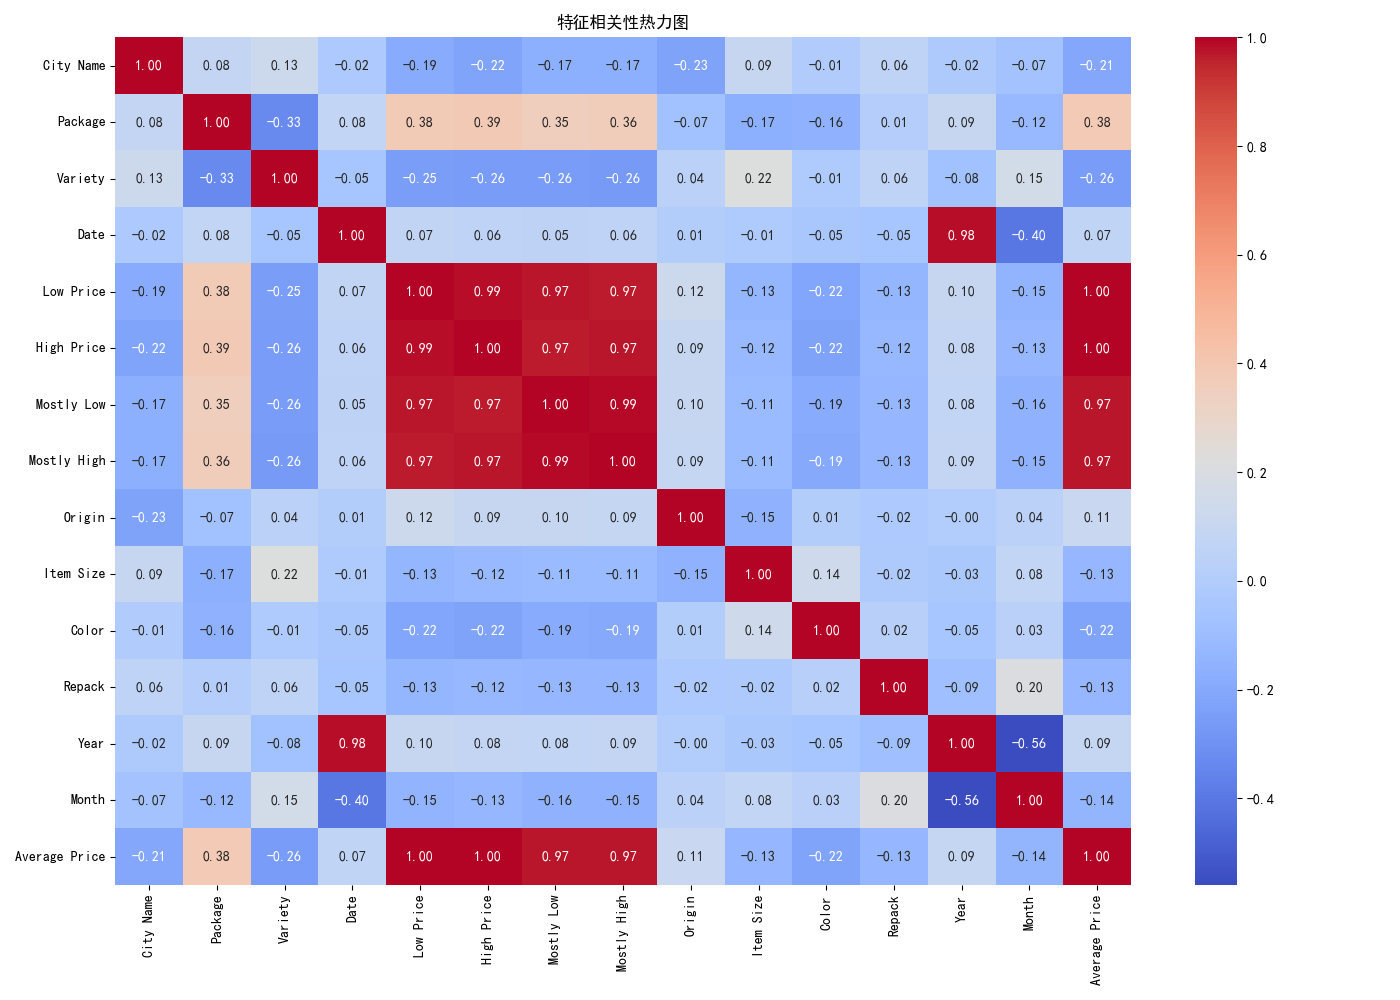 特征相关性热力图
City Name 1.00 0.08 0.13 −0.02 −0.19 −0.22 −0.17 −0.17 −0.23 0.09 −0.01 0.06 −0.02 −0.07 −0.21
Package 0.08 1.00 −0.33 0.08 0.38 0.39 0.35 0.36 −0.07 −0.17 −0.16 0.01 0.09 −0.12 0.38
Variety 0.13 −0.33 1.00 −0.05 −0.25 −0.26 −0.26 −0.26 0.04 0.22 −0.01 0.06 −0.08 0.15 −0.26
Date −0.02 0.08 −0.05 1.00 0.07 0.06 0.05 0.06 0.01 −0.01 −0.05 −0.05 0.98 −0.40 0.07
Low Price −0.19 0.38 −0.25 0.07 1.00 0.99 0.97 0.97 0.12 −0.13 −0.22 −0.13 0.10 −0.15 1.00
High Price −0.22 0.39 −0.26 0.06 0.99 1.00 0.97 0.97 0.09 −0.12 −0.22 −0.12 0.08 −0.13 1.00
Mostly Low −0.17 0.35 −0.26 0.05 0.97 0.97 1.00 0.99 0.10 −0.11 −0.19 −0.13 0.08 −0.16 0.97
Mostly High −0.17 0.36 −0.26 0.06 0.97 0.97 0.99 1.00 0.09 −0.11 −0.19 −0.13 0.09 −0.15 0.97
Origin −0.23 −0.07 0.04 0.01 0.12 0.09 0.10 0.09 1.00 −0.15 0.01 −0.02 −0.00 0.04 0.11
Item Size 0.09 −0.17 0.22 −0.01 −0.13 −0.12 −0.11 −0.11 −0.15 1.00 0.14 −0.02 −0.03 0.08 −0.13
Color −0.01 −0.16 −0.01 −0.05 −0.22 −0.22 −0.19 −0.19 0.01 0.14 1.00 0.02 −0.05 0.03 −0.22
Repack 0.06 0.01 0.06 −0.05 −0.13 −0.12 −0.13 −0.13 −0.02 −0.02 0.02 1.00 −0.09 0.20 −0.13
Year −0.02 0.09 −0.08 0.98 0.10 0.08 0.08 0.09 −0.00 −0.03 −0.05 −0.09 1.00 −0.56 0.09
Month −0.07 −0.12 0.15 −0.40 −0.15 −0.13 −0.16 −0.15 0.04 0.08 0.03 0.20 −0.56 1.00 −0.14
Average Price −0.21 0.38 −0.26 0.07 1.00 1.00 0.97 0.97 0.11 −0.13 −0.22 −0.13 0.09 −0.14 1.00
City Name
Package
Variety
Date
Low Price
High Price
Mostly Low
Mostly High
Origin
Item Size
Color
Repack
Year
Month
Average Price
1.0
0.8
0.6
0.4
0.2
0.0
−0.2
−0.4